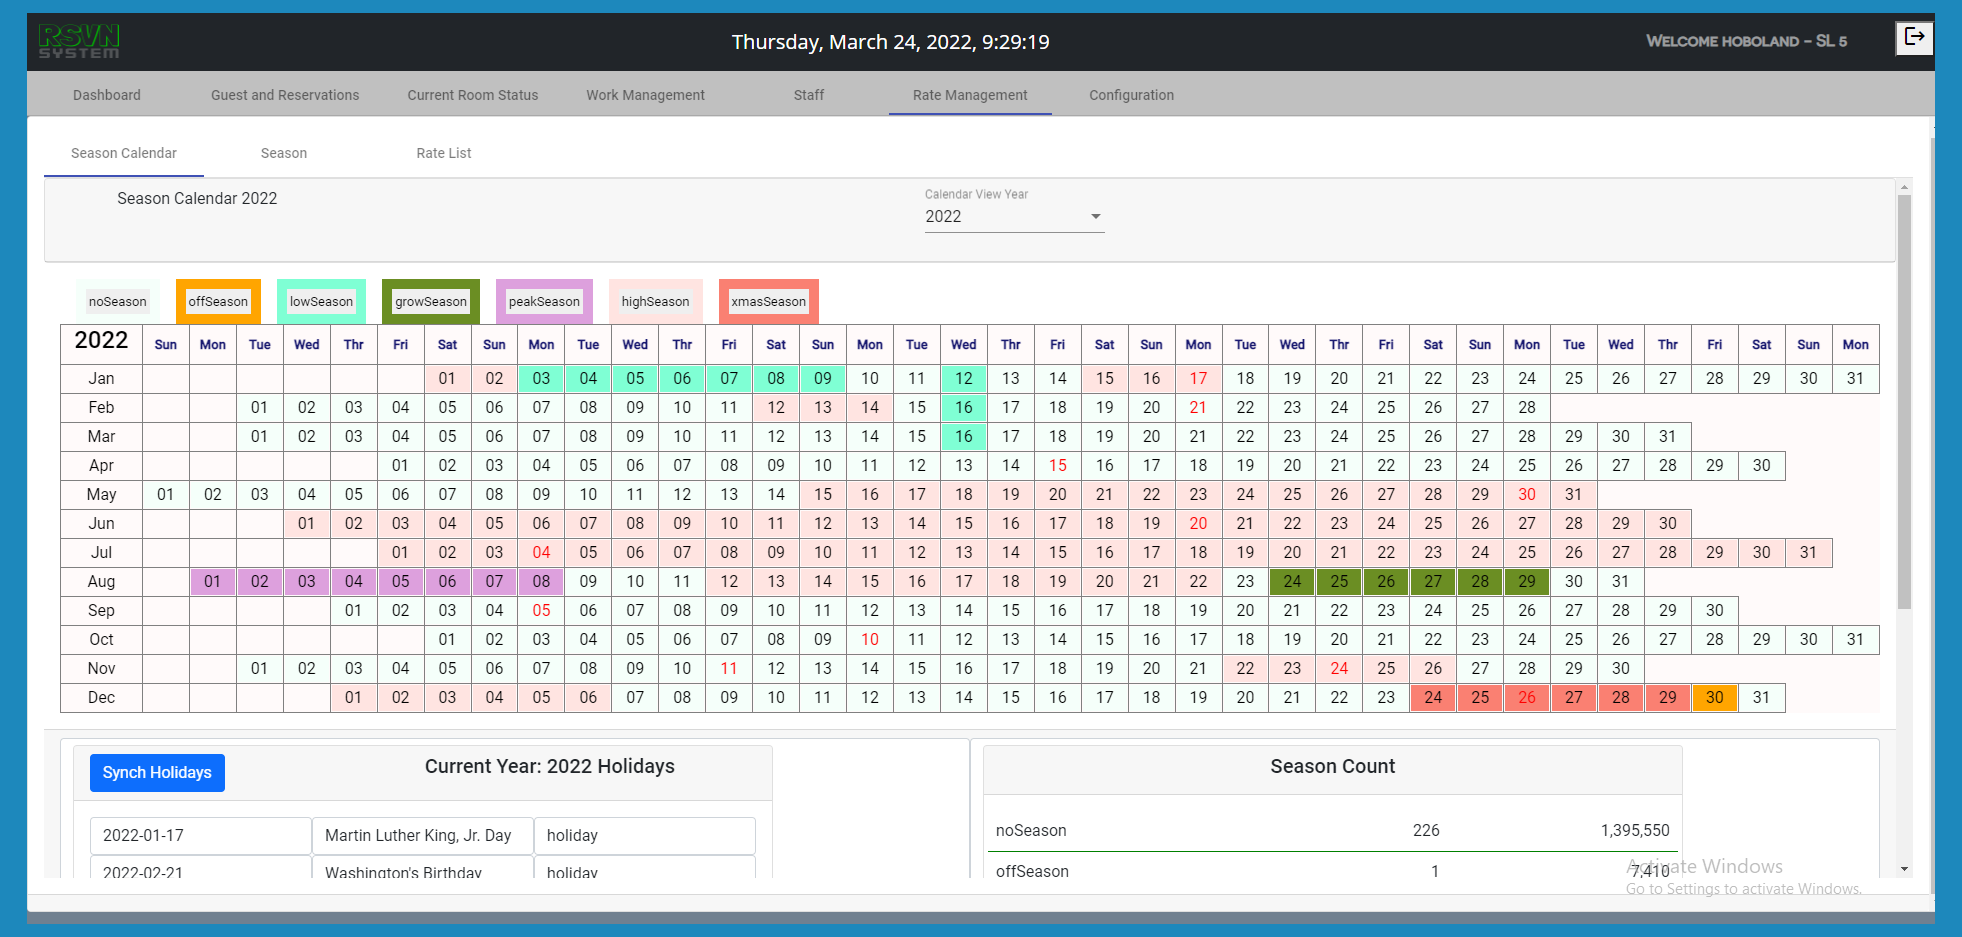 RSVN
SYSTEM
Thursday, March 24, 2022, 9:29:19
WELCOME HOBOLAND - SL 5
Dashboard Guest and Reservations Current Room Status Work Management Staff Rate Management Configuration
Season Calendar Season Rate List
Season Calendar 2022
Calendar View Year
2022
noSeason offSeason lowSeason growSeason peakSeason highSeason xmasSeason
2022 Sun Mon Tue Wed Thr Fri Sat Sun Mon Tue Wed Thr Fri Sat Sun Mon Tue Wed Thr Fri Sat Sun Mon Tue Wed Thr Fri Sat Sun Mon Tue Wed Thr Fri Sat Sun Mon
Jan 01 02 03 04 05 06 07 08 09 10 11 12 13 14 15 16 17 18 19 20 21 22 23 24 25 26 27 28 29 30 31
Feb 01 02 03 04 05 06 07 08 09 10 11 12 13 14 15 16 17 18 19 20 21 22 23 24 25 26 27 28
Mar 01 02 03 04 05 06 07 08 09 10 11 12 13 14 15 16 17 18 19 20 21 22 23 24 25 26 27 28 29 30 31
Apr 01 02 03 04 05 06 07 08 09 10 11 12 13 14 15 16 17 18 19 20 21 22 23 24 25 26 27 28 29 30
May 01 02 03 04 05 06 07 08 09 10 11 12 13 14 15 16 17 18 19 20 21 22 23 24 25 26 27 28 29 30 31
Jun 01 02 03 04 05 06 07 08 09 10 11 12 13 14 15 16 17 18 19 20 21 22 23 24 25 26 27 28 29 30
Jul 01 02 03 04 05 06 07 08 09 10 11 12 13 14 15 16 17 18 19 20 21 22 23 24 25 26 27 28 29 30 31
Aug 01 02 03 04 05 06 07 08 09 10 11 12 13 14 15 16 17 18 19 20 21 22 23 24 25 26 27 28 29 30 31
Sep 01 02 03 04 05 06 07 08 09 10 11 12 13 14 15 16 17 18 19 20 21 22 23 24 25 26 27 28 29 30
Oct 01 02 03 04 05 06 07 08 09 10 11 12 13 14 15 16 17 18 19 20 21 22 23 24 25 26 27 28 29 30 31
Nov 01 02 03 04 05 06 07 08 09 10 11 12 13 14 15 16 17 18 19 20 21 22 23 24 25 26 27 28 29 30
Dec 01 02 03 04 05 06 07 08 09 10 11 12 13 14 15 16 17 18 19 20 21 22 23 24 25 26 27 28 29 30 31
Synch Holidays
Current Year: 2022 Holidays
2022-01-17 Martin Luther King, Jr. Day holiday
2022-02-21 Washington's Birthday holiday
Season Count
noSeason 226 1,395,550
offSeason 1 7,410
Activate Windows
Go to Settings to activate Windows.